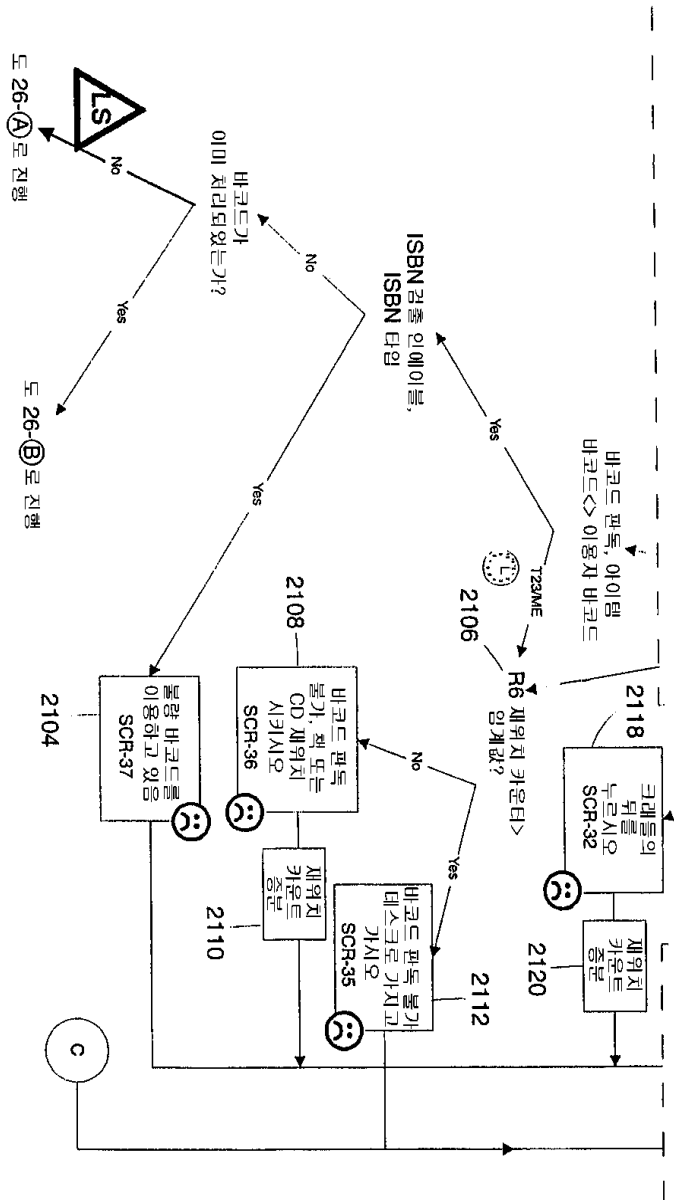 바코드 판독, 아이템
바코드<> 이용자 바코드
Yes
T23/ME
L
2106
R6 재위치 카운터>
임계값?
2118
크래들의
뒤를
누르시오
SCR-32
재위치
카운트
증분
2120
ISBN 검출 인에이블,
ISBN 타입
No
Yes
No
Yes
2108
바코드 판독
불가, 책 또는
CD 재위치
시키시오
SCR-36
재위치
카운트
증분
2110
바코드 판독 불가
데스크로 가지고
가시오
SCR-35
2112
바코드가
이미 처리되었는가?
No
Yes
LS
도 26-Ⓐ로 진행
도 26-Ⓑ로 진행
불량 바코드를
이용하고 있음
SCR-37
2104
C